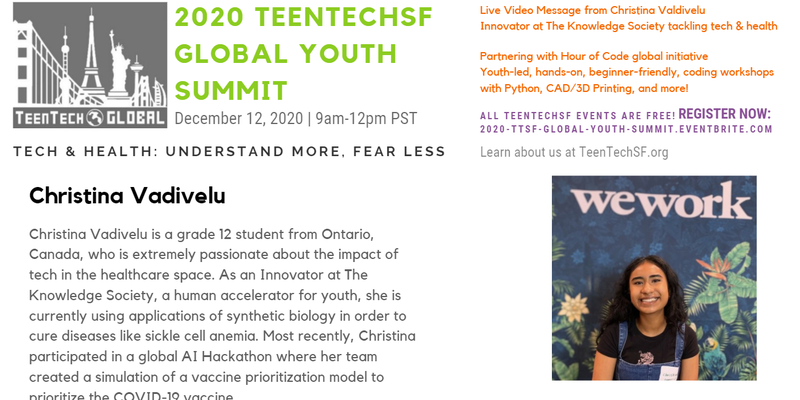 2020 TEENTECHSF
GLOBAL YOUTH
SUMMIT
December 12, 2020 | 9am-12pm PST
TEENTECH GLOBAL
TECH & HEALTH: UNDERSTAND MORE, FEAR LESS
Live Video Message from Christina Valdivelu
Innovator at The Knowledge Society tackling tech & health
Partnering with Hour of Code global initiative
Youth-led, hands-on, beginner-friendly, coding workshops
with Python, CAD/3D Printing, and more!
ALL TEENTECHSF EVENTS ARE FREE! REGISTER NOW:
2020-TTSF-GLOBAL-YOUTH-SUMMIT.EVENTBRITE.COM
Learn about us at TeenTechSF.org
Christina Vadivelu
Christina Vadivelu is a grade 12 student from Ontario,
Canada, who is extremely passionate about the impact of
tech in the healthcare space. As an Innovator at The
Knowledge Society, a human accelerator for youth, she is
currently using applications of synthetic biology in order to
cure diseases like sickle cell anemia. Most recently, Christina
participated in a global AI Hackathon where her team
created a simulation of a vaccine prioritization model to
prioritize the COVID-19 vaccine.
wework